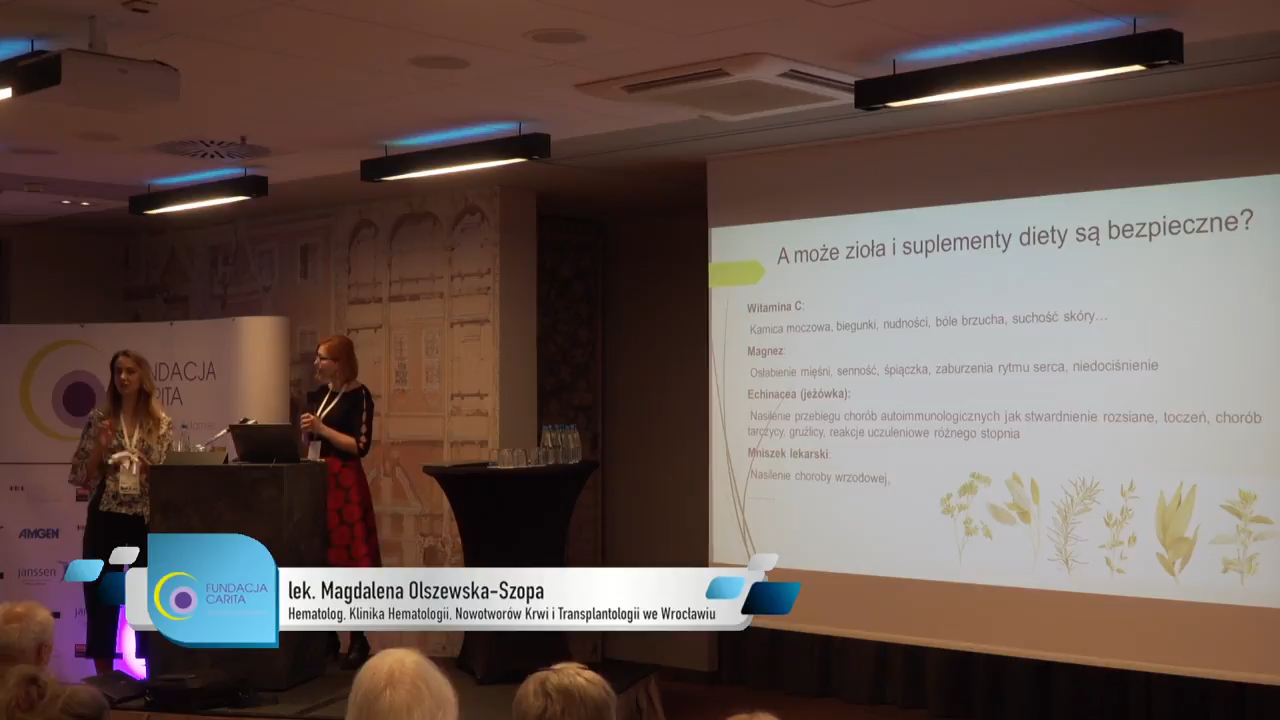 A może zioła i suplementy diety są bezpieczne?
Witamina C:
Kamica moczowa, biegunki, nudności, bóle brzucha, suchość skóry...
Magnez:
Osłabienie mięśni, senność, śpiączka, zaburzenia rytmu serca, niedociśnienie
Echinacea (jeżówka):
Nasilenie przebiegu chorób autoimmunologicznych jak stwardnienie rozsiane, toczeń, chorób
tarczycy, gruźlicy, reakcje uczuleniowe różnego stopnia
Mniszek lekarski:
Nasilenie choroby wrzodowej,
AMGEN
janssen
FUNDACJA
CARITA
lek. Magdalena Olszewska-Szopa
Hematolog, Klinika Hematologii, Nowotworów Krwi i Transplantologii we Wrocławiu